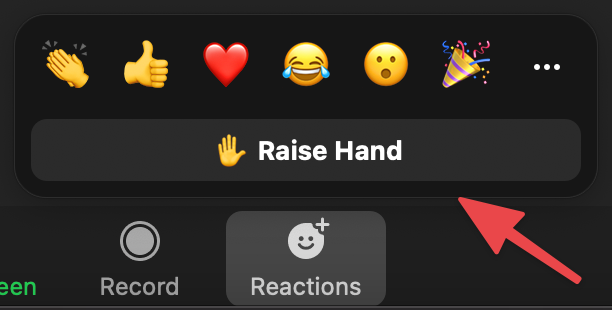 Raise Hand
een
Record
Reactions